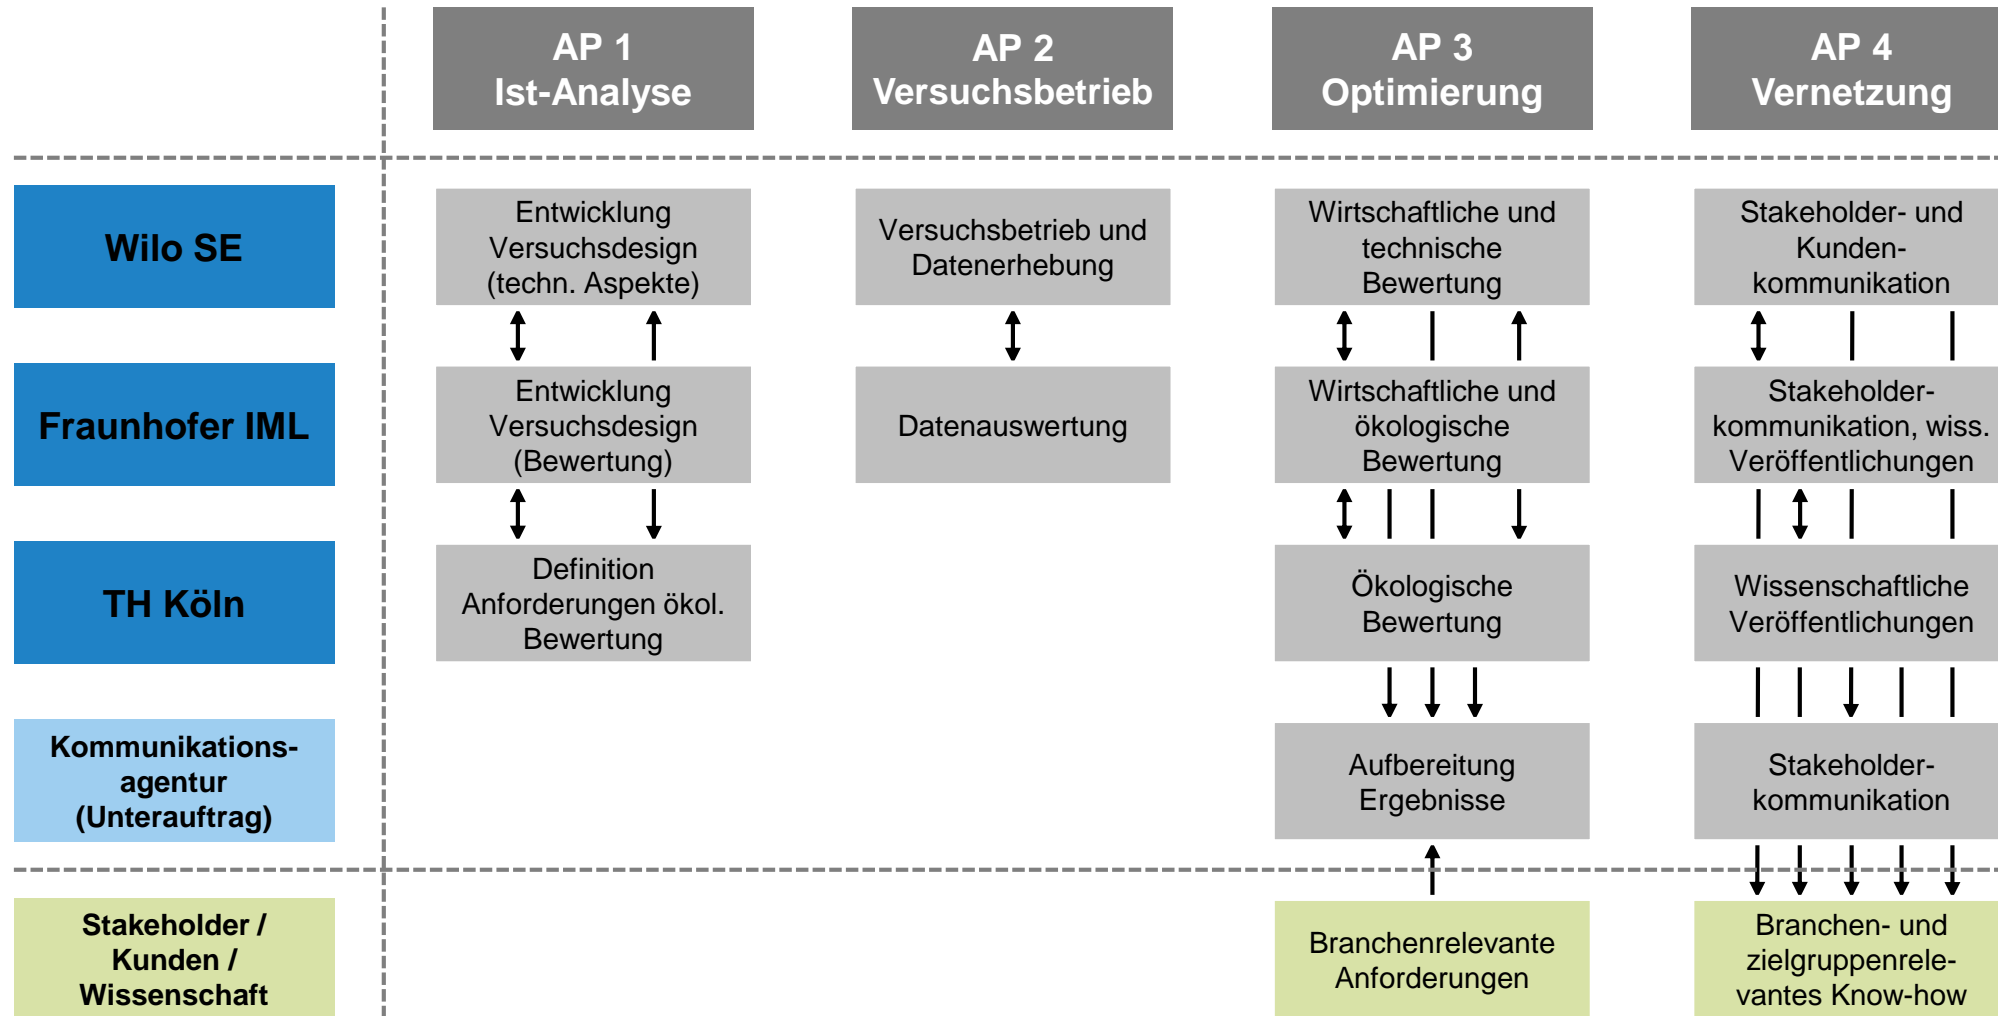 AP 1
Ist-Analyse
AP 2
Versuchsbetrieb
AP 3
Optimierung
AP 4
Vernetzung
Wilo SE
Entwicklung
Versuchsdesign
(techn. Aspekte)
Versuchsbetrieb und
Datenerhebung
Wirtschaftliche und
technische
Bewertung
Stakeholder- und
Kunden-
kommunikation
Fraunhofer IML
Entwicklung
Versuchsdesign
(Bewertung)
Datenauswertung
Wirtschaftliche und
ökologische
Bewertung
Stakeholder-
kommunikation, wiss.
Veröffentlichungen
TH Köln
Definition
Anforderungen ökol.
Bewertung
Ökologische
Bewertung
Wissenschaftliche
Veröffentlichungen
Kommunikations-
agentur
(Unterauftrag)
Aufbereitung
Ergebnisse
Stakeholder-
kommunikation
Stakeholder /
Kunden /
Wissenschaft
Branchenrelevante
Anforderungen
Branchen- und
zielgruppenrele-
vantes Know-how